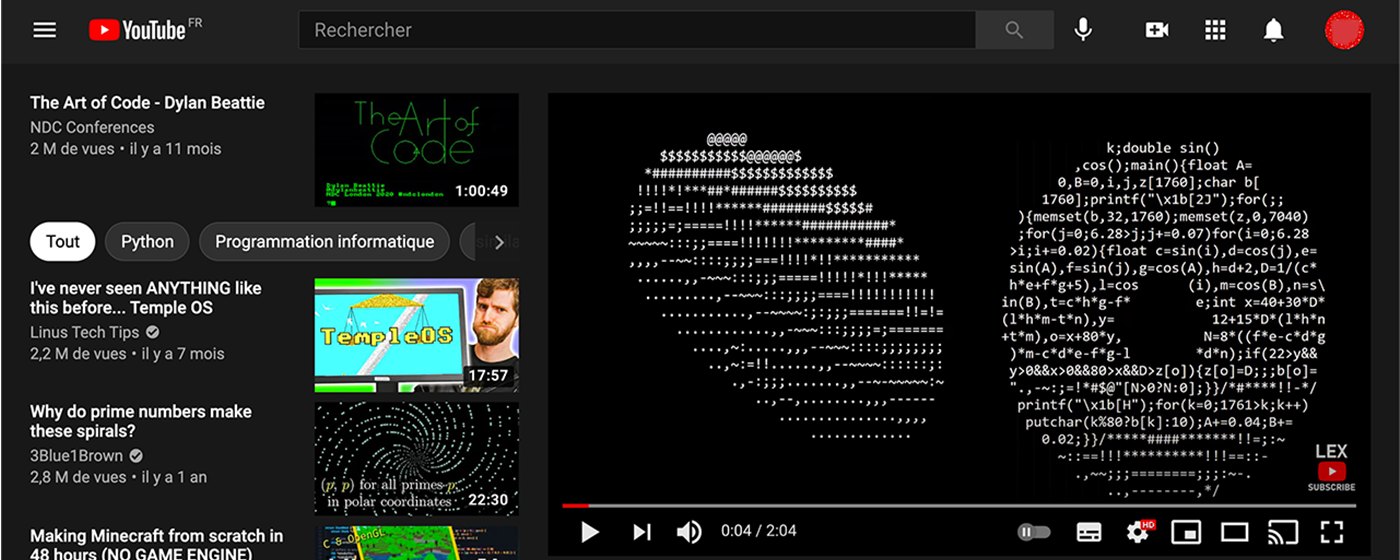 YouTube FR
Rechercher
The Art of Code - Dylan Beattie
NDC Conferences
2 M de vues • il y a 11 mois
The Art of
Code
Dylan Beattie
NDC London 2020 @ndclondon
1:00:49
Tout
Python
Programmation informatique
I've never seen ANYTHING like
this before... Temple OS
Linus Tech Tips
2,2 M de vues • il y a 7 mois
TempleOS
17:57
Why do prime numbers make
these spirals?
3Blue1Brown
2,8 M de vues • il y a 1 an
(p, p) for all primes p,
in polar coordinates
22:30
Making Minecraft from scratch in
48 hours (NO GAME ENGINE)
C & OpenGL
@@@@@
$$$$$$$$$$$@@@@@@$
*##########$$$$$$$$$$$$$
!!!!*!***##*######$$$$$$$$$$
;;=!!==!!!!******########$$$$$#
;;;;;=;=====!!!!*****############*
~~~~~:::;;====!!!!!!!*********####*
k;double sin()
,cos();main(){float A=
0,B=0,i,j,z[1760];char b[
1760];printf("\x1b[2J");for(;;
){memset(b,32,1760);memset(z,0,7040)
;for(j=0;6.28>j;j+=0.07)for(i=0;6.28
>i;i+=0.02){float c=sin(i),d=cos(j),e=
sin(A),f=sin(j),g=cos(A),h=d+2,D=1/(c*
h*e+f*g+5),l=cos (i),m=cos(B),n=s\
in(B),t=c*h*g-f* e;int x=40+30*D*
(l*h*m-t*n),y= 12+15*D*(l*h*n
+t*m),o=x+80*y, N=8*((f*e-c*d*g
)*m-c*d*e-f*g-l *d*n);if(22>y&&
y>0&&x>0&&80>x&&D>z[o]){z[o]=D;;;b[o]=
".,-~:;=!*#$@"[N>0?N:0];}}/*#****!!-*/
printf("\x1b[H");for(k=0;1761>k;k++)
putchar(k%80?b[k]:10);A+=0.04;B+=
0.02;}}/*****####*******!!=;:~
~::==!!!**********!!!==::-
.,~~;;;========;;;:~-.
..,--------,*/
LEX
SUBSCRIBE
0:04 / 2:04
HD